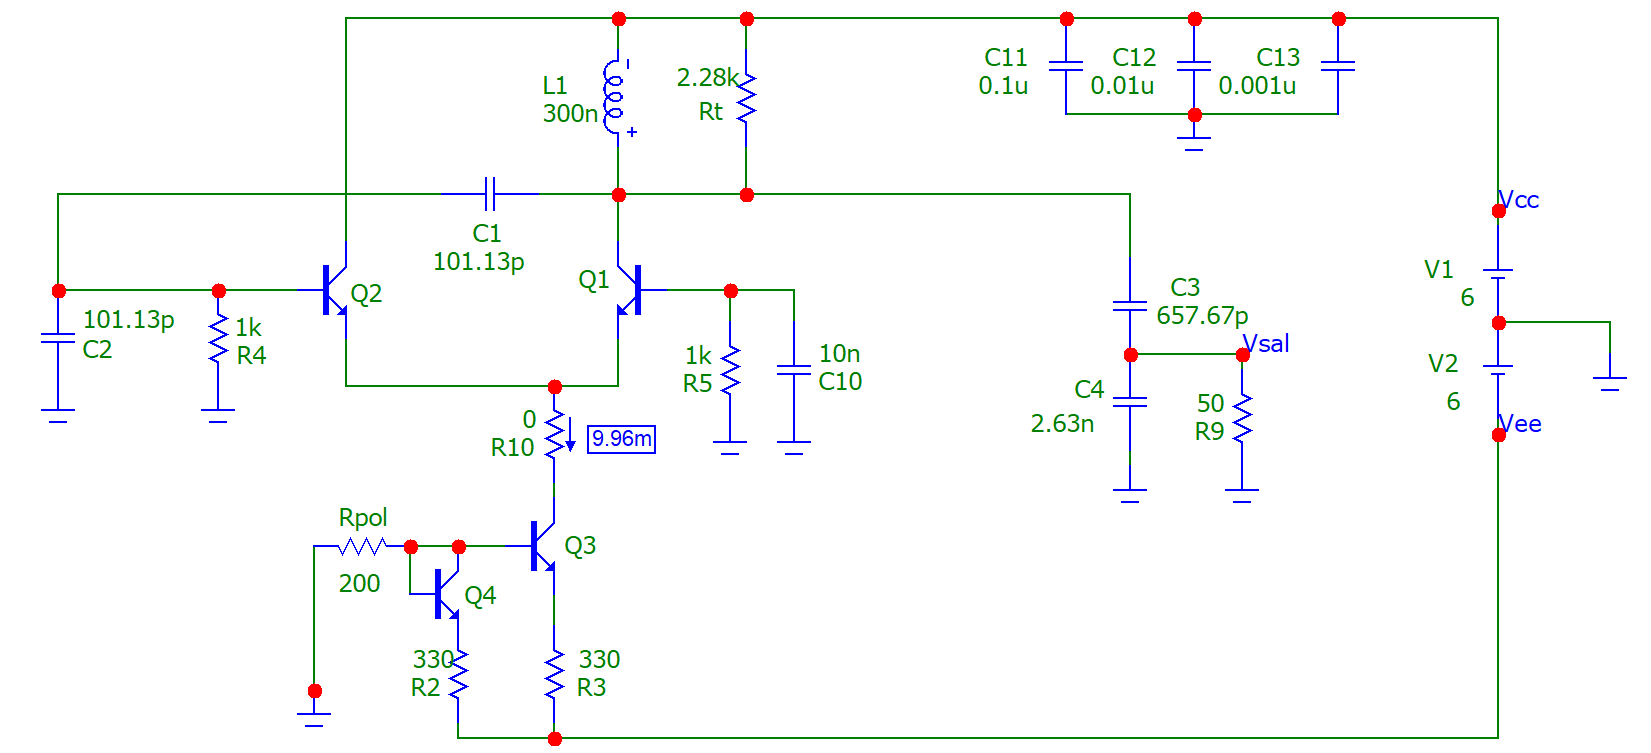 L1
300n
2.28k
Rt
C11
0.1u
C12
0.01u
C13
0.001u
Vcc
C1
101.13p
Q1
Q2
V1
6
101.13p
C2
1k
R4
C3
657.67p
Vsal
1k
R5
10n
C10
V2
6
C4
2.63n
50
R9
Vee
0
R10
9.96m
Rpol
200
Q3
Q4
330
R2
330
R3